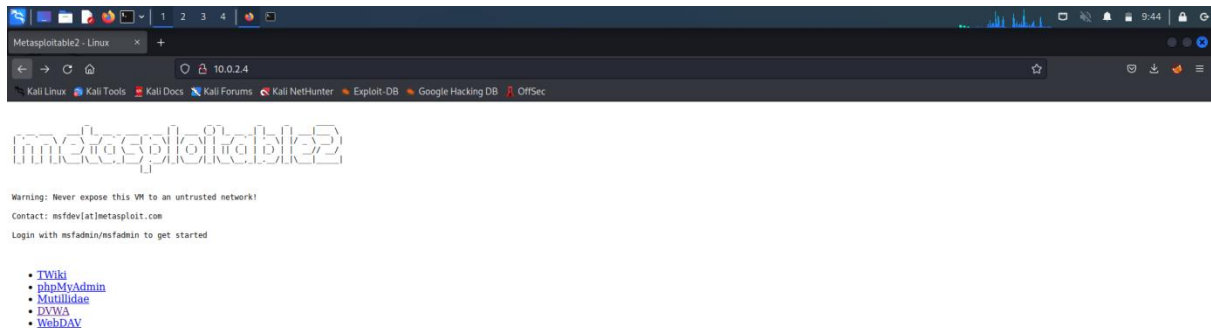 1 2 3 4 9:44
Metasploitable2 - Linux
10.0.2.4
Kali Linux Kali Tools Kali Docs Kali Forums Kali NetHunter Exploit-DB Google Hacking DB OffSec
metasploitable2
Warning: Never expose this VM to an untrusted network!
Contact: msfdev[at]metasploit.com
Login with msfadmin/msfadmin to get started
TWiki
phpMyAdmin
Mutillidae
DVWA
WebDAV